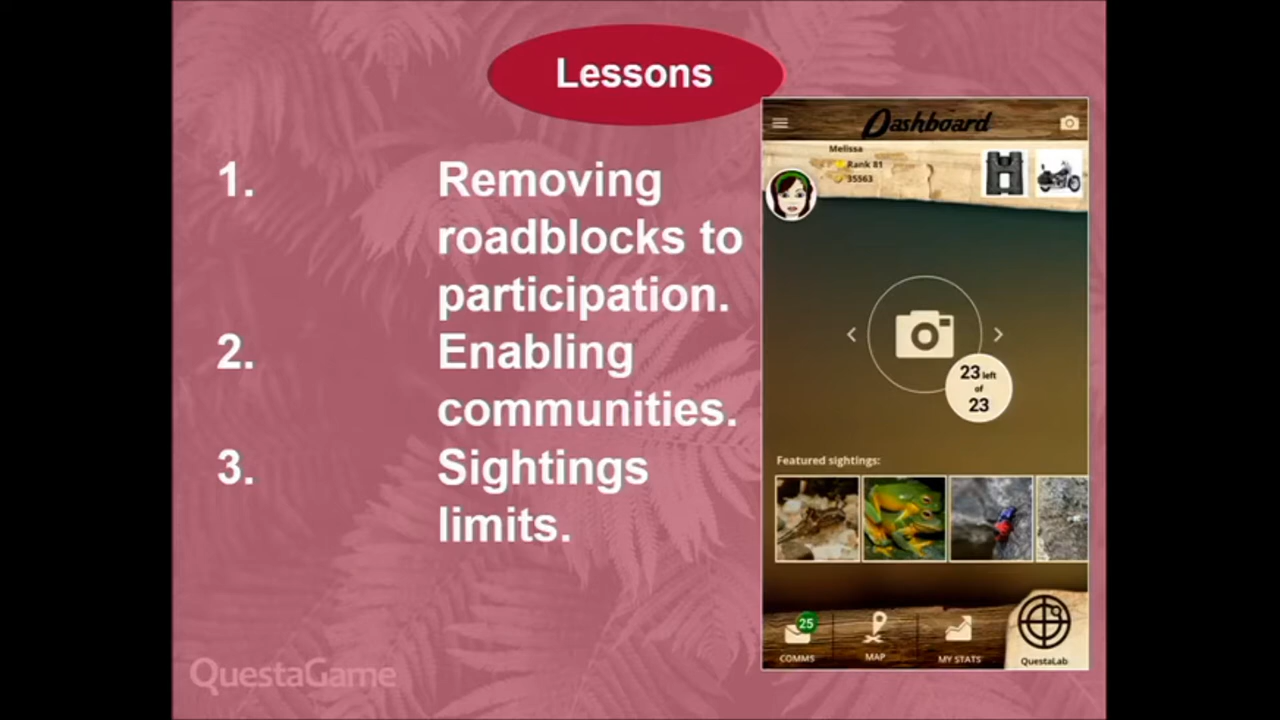 Lessons
1. Removing
roadblocks to
participation.
2. Enabling
communities.
3. Sightings
limits.
QuestaGame
Dashboard
Melissa
Rank 81
35563
23 left
of
23
Featured sightings:
25
COMMS
MAP
MY STATS
QuestaLab